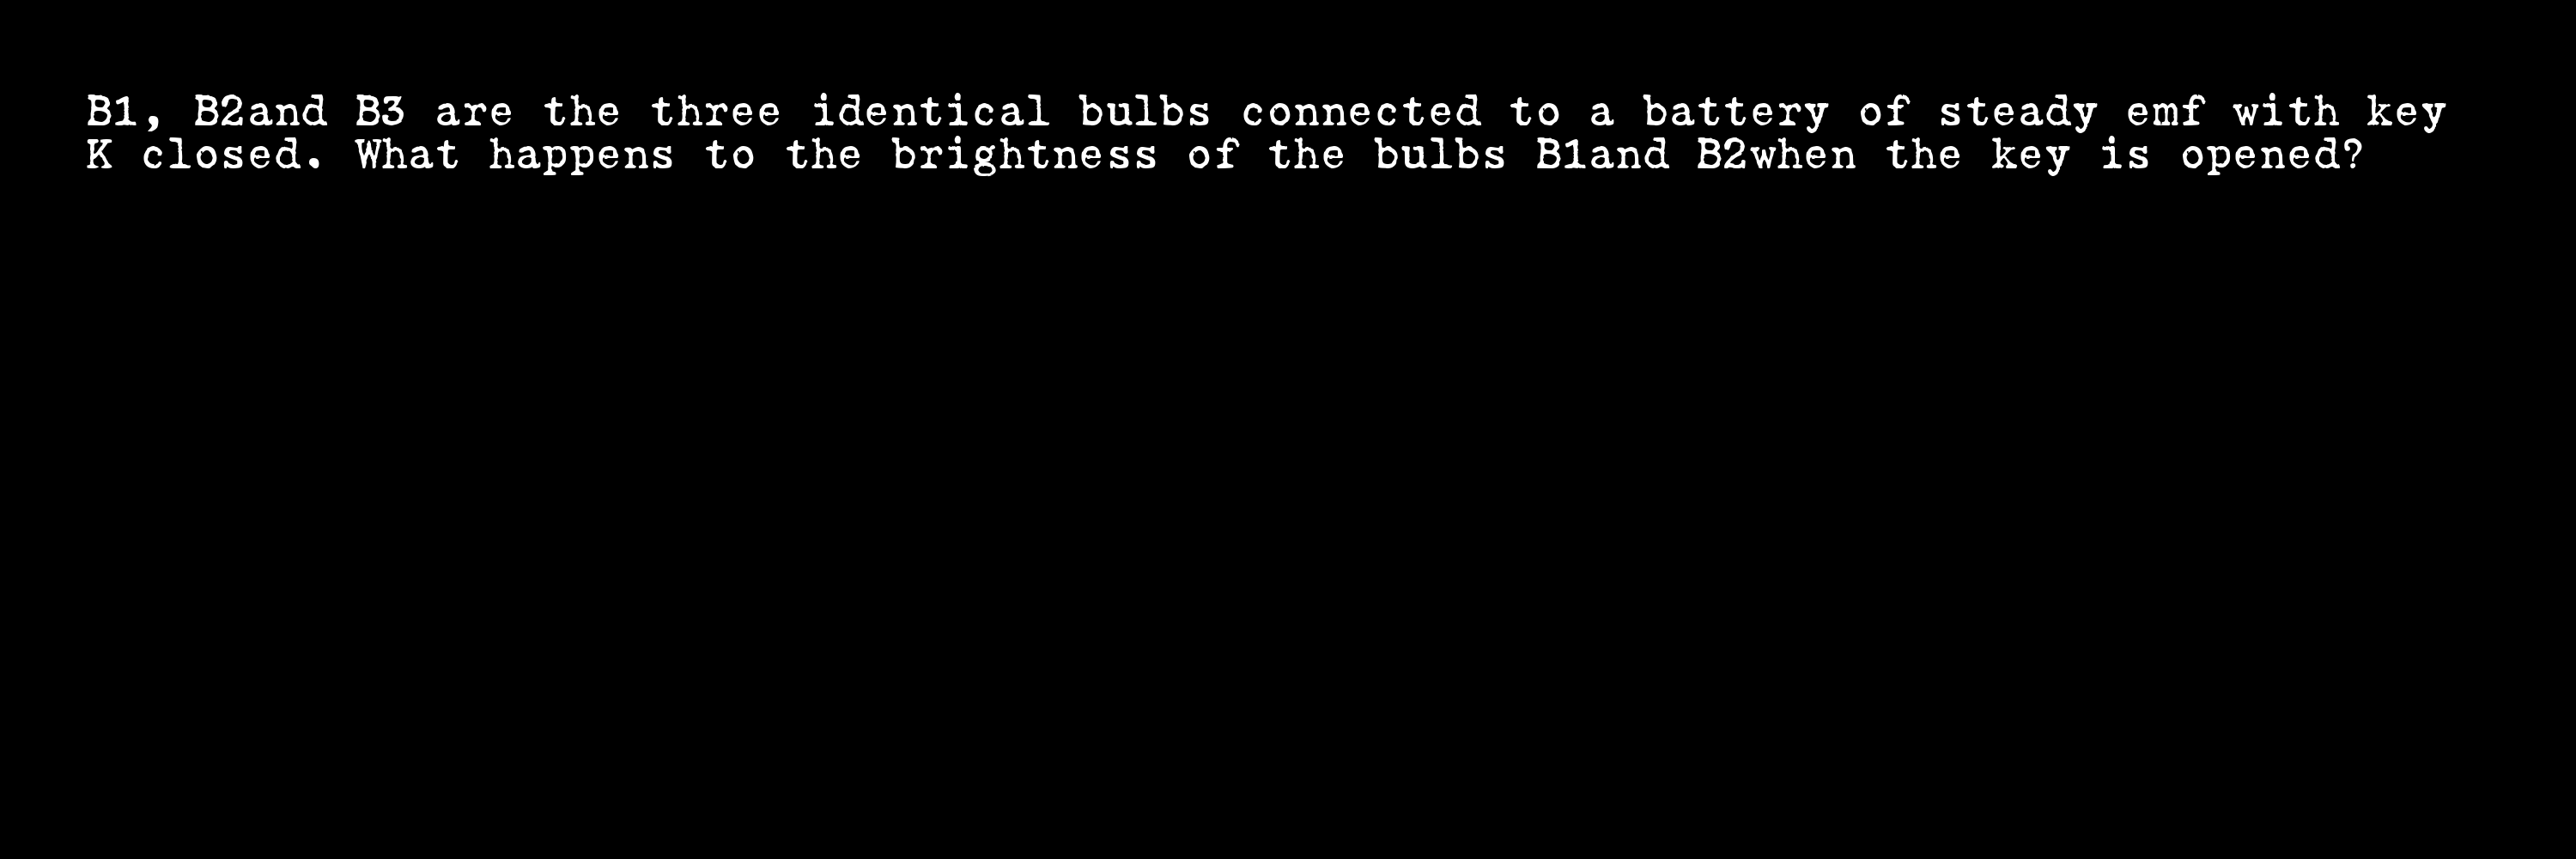 B1, B2and B3 are the three identical bulbs connected to a battery of steady emf with key
K closed. What happens to the brightness of the bulbs B1and B2when the key is opened?